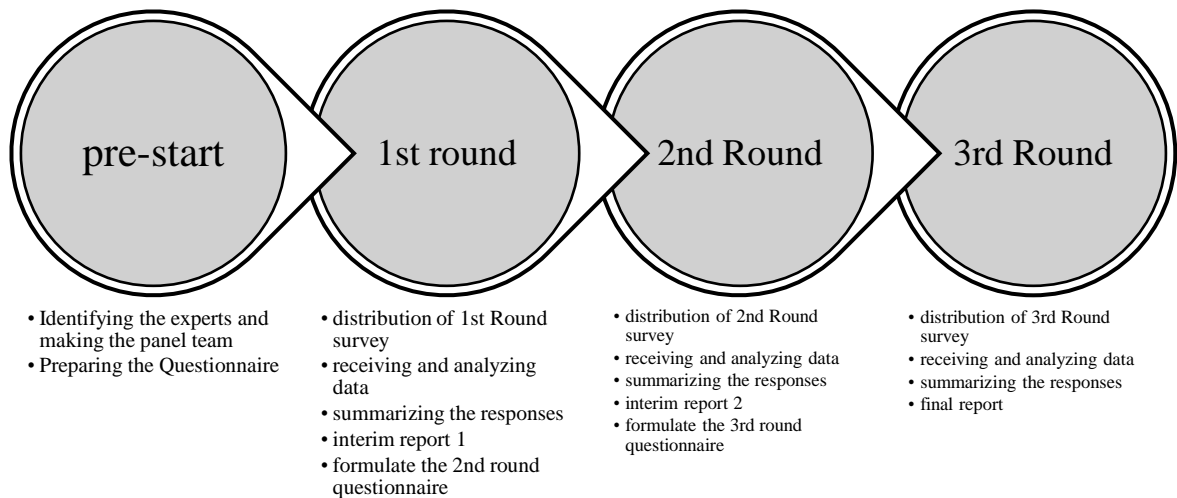 pre-start
1st round
2nd Round
3rd Round
• Identifying the experts and
making the panel team
• Preparing the Questionnaire
• distribution of 1st Round
survey
• receiving and analyzing
data
• summarizing the responses
• interim report 1
• formulate the 2nd round
questionnaire
• distribution of 2nd Round
survey
• receiving and analyzing data
• summarizing the responses
• interim report 2
• formulate the 3rd round
questionnaire
• distribution of 3rd Round
survey
• receiving and analyzing data
• summarizing the responses
• final report